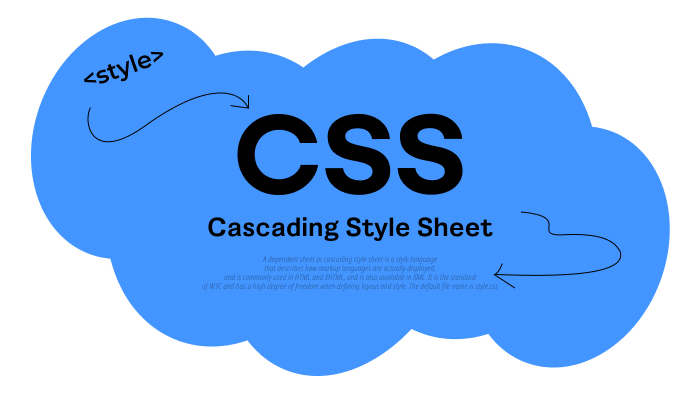 <style>
CSS
Cascading Style Sheet
A dependent sheet or cascading style sheet is a style language
that describes how markup languages are actually displayed,
and is commonly used in HTML and XHTML, and is also available in XML. It is the standard
of W3C and has a high degree of freedom when defining layout and style. The default file name is style.css